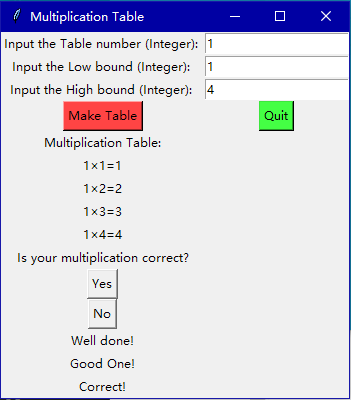 Multiplication Table
Input the Table number (Integer): 1
Input the Low bound (Integer): 1
Input the High bound (Integer): 4
Make Table Quit
Multiplication Table:
1×1=1
1×2=2
1×3=3
1×4=4
Is your multiplication correct?
Yes
No
Well done!
Good One!
Correct!